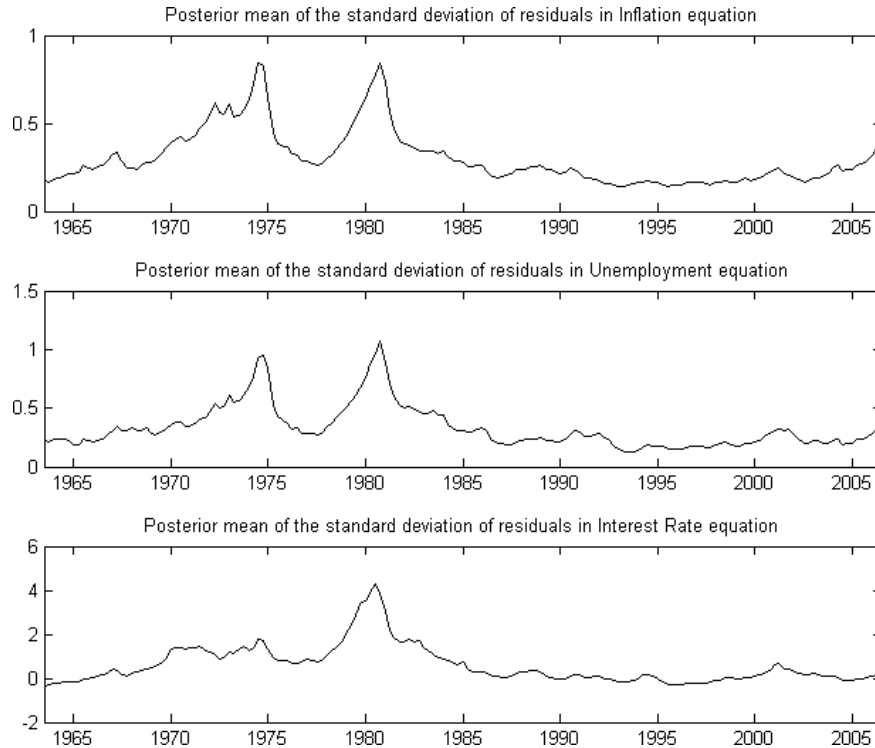 Posterior mean of the standard deviation of residuals in Inflation equation
1
0.5
0
1965 1970 1975 1980 1985 1990 1995 2000 2005
Posterior mean of the standard deviation of residuals in Unemployment equation
1.5
1
0.5
0
1965 1970 1975 1980 1985 1990 1995 2000 2005
Posterior mean of the standard deviation of residuals in Interest Rate equation
6
4
2
0
-2
1965 1970 1975 1980 1985 1990 1995 2000 2005